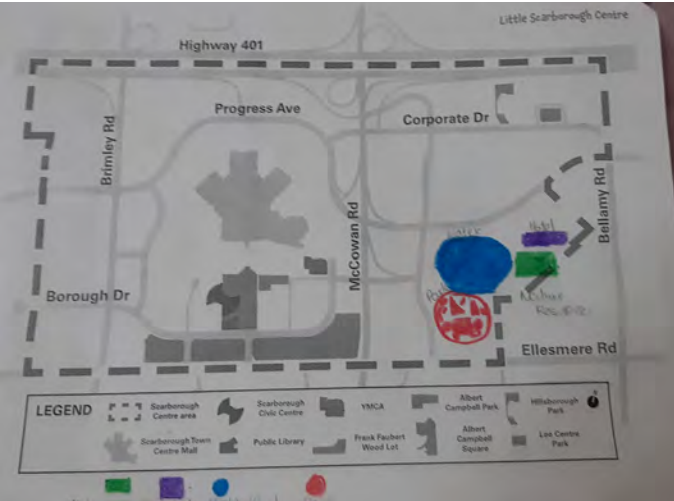 Little Scarborough Centre
Highway 401
Progress Ave
Corporate Dr
Brimley Rd
McCowan Rd
Bellamy Rd
Hotel
Nature
Borough Dr
Ellesmere Rd
LEGEND
Scarborough
Centre area
Scarborough
Civic Centre
YMCA
Albert
Campbell Park
Hillsborough
Park
Scarborough Town
Centre Mall
Public Library
Frank Faubert
Wood Lot
Albert
Campbell
Square
Lee Centre
Park